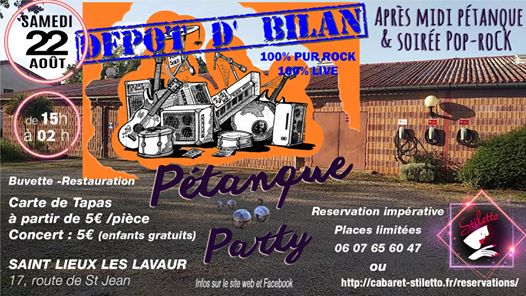 SAMEDI
22
AOÛT
de 15h
à 02 h
DEPOT D' BILAN
100% PUR ROCK
100% LIVE
APRÈS MIDI PÉTANQUE
& SOIRÉE POP-ROCK
Pétanque
Party
Buvette -Restauration
Carte de Tapas
à partir de 5€ /pièce
Concert : 5€ (enfants gratuits)
SAINT LIEUX LES LAVAUR
17, route de St Jean
Infos sur le site web et Facebook
Reservation impérative
Places limitées
06 07 65 60 47
ou
http://cabaret-stiletto.fr/reservations/
Stiletto